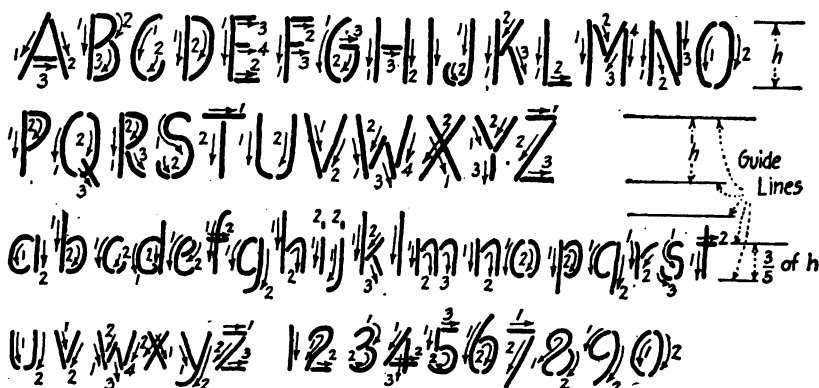 ABCDEFGHIJKLMNO h
PQRSTUVWXYZ h Guide Lines
abcdefghijklmnopqrst 3/5 of h
uvwxyz 1234567890